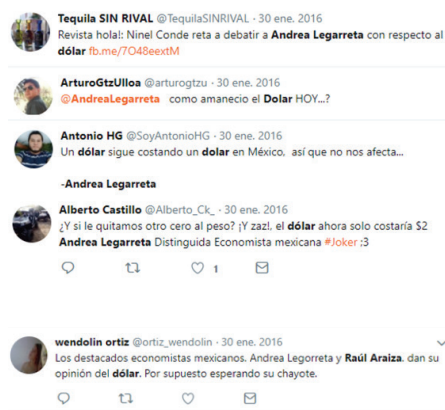 Tequila SIN RIVAL @TequilaSINRIVAL · 30 ene. 2016
Revista hola!: Ninel Conde reta a debatir a Andrea Legarreta con respecto al
dólar fb.me/7O48eextM
ArturoGtzUlloa @arturogtzu · 30 ene. 2016
@AndreaLegarreta como amanecio el Dolar HOY...?
Antonio HG @SoyAntonioHG · 30 ene. 2016
Un dólar sigue costando un dolar en México, así que no nos afecta...
-Andrea Legarreta
Alberto Castillo @Alberto_Ck_ · 30 ene. 2016
¿Y si le quitamos otro cero al peso? ¡Y zaz!, el dólar ahora solo costaría $2
Andrea Legarreta Distinguida Economista mexicana #Joker ;3
1
wendolin ortiz @ortiz_wendolin · 30 ene. 2016
Los destacados economistas mexicanos. Andrea Legorreta y Raúl Araiza. dan su
opinión del dólar. Por supuesto esperando su chayote.